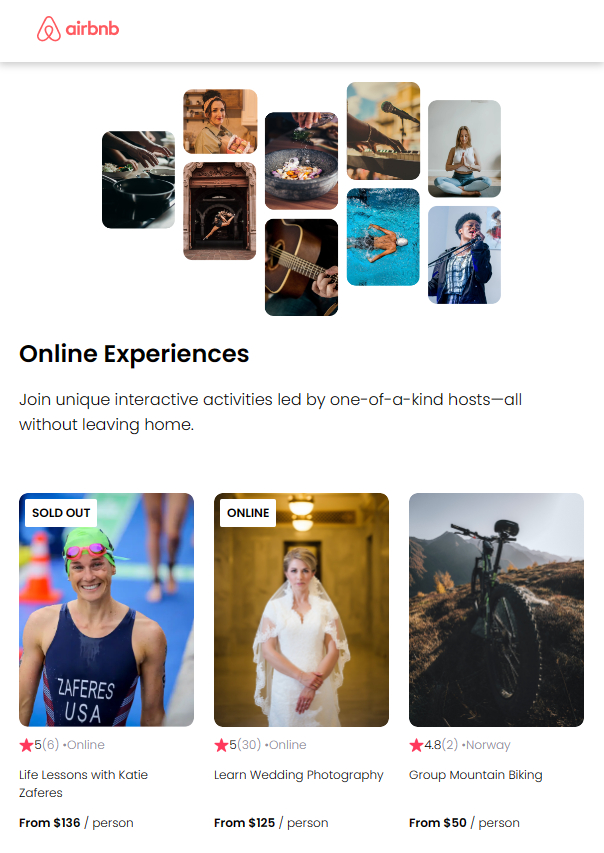 airbnb
Online Experiences
Join unique interactive activities led by one-of-a-kind hosts—all
without leaving home.
SOLD OUT
ZAFERES
USA
ONLINE
5(6) •Online
Life Lessons with Katie
Zaferes
From $136 / person
5(30) •Online
Learn Wedding Photography
From $125 / person
4.8(2) •Norway
Group Mountain Biking
From $50 / person